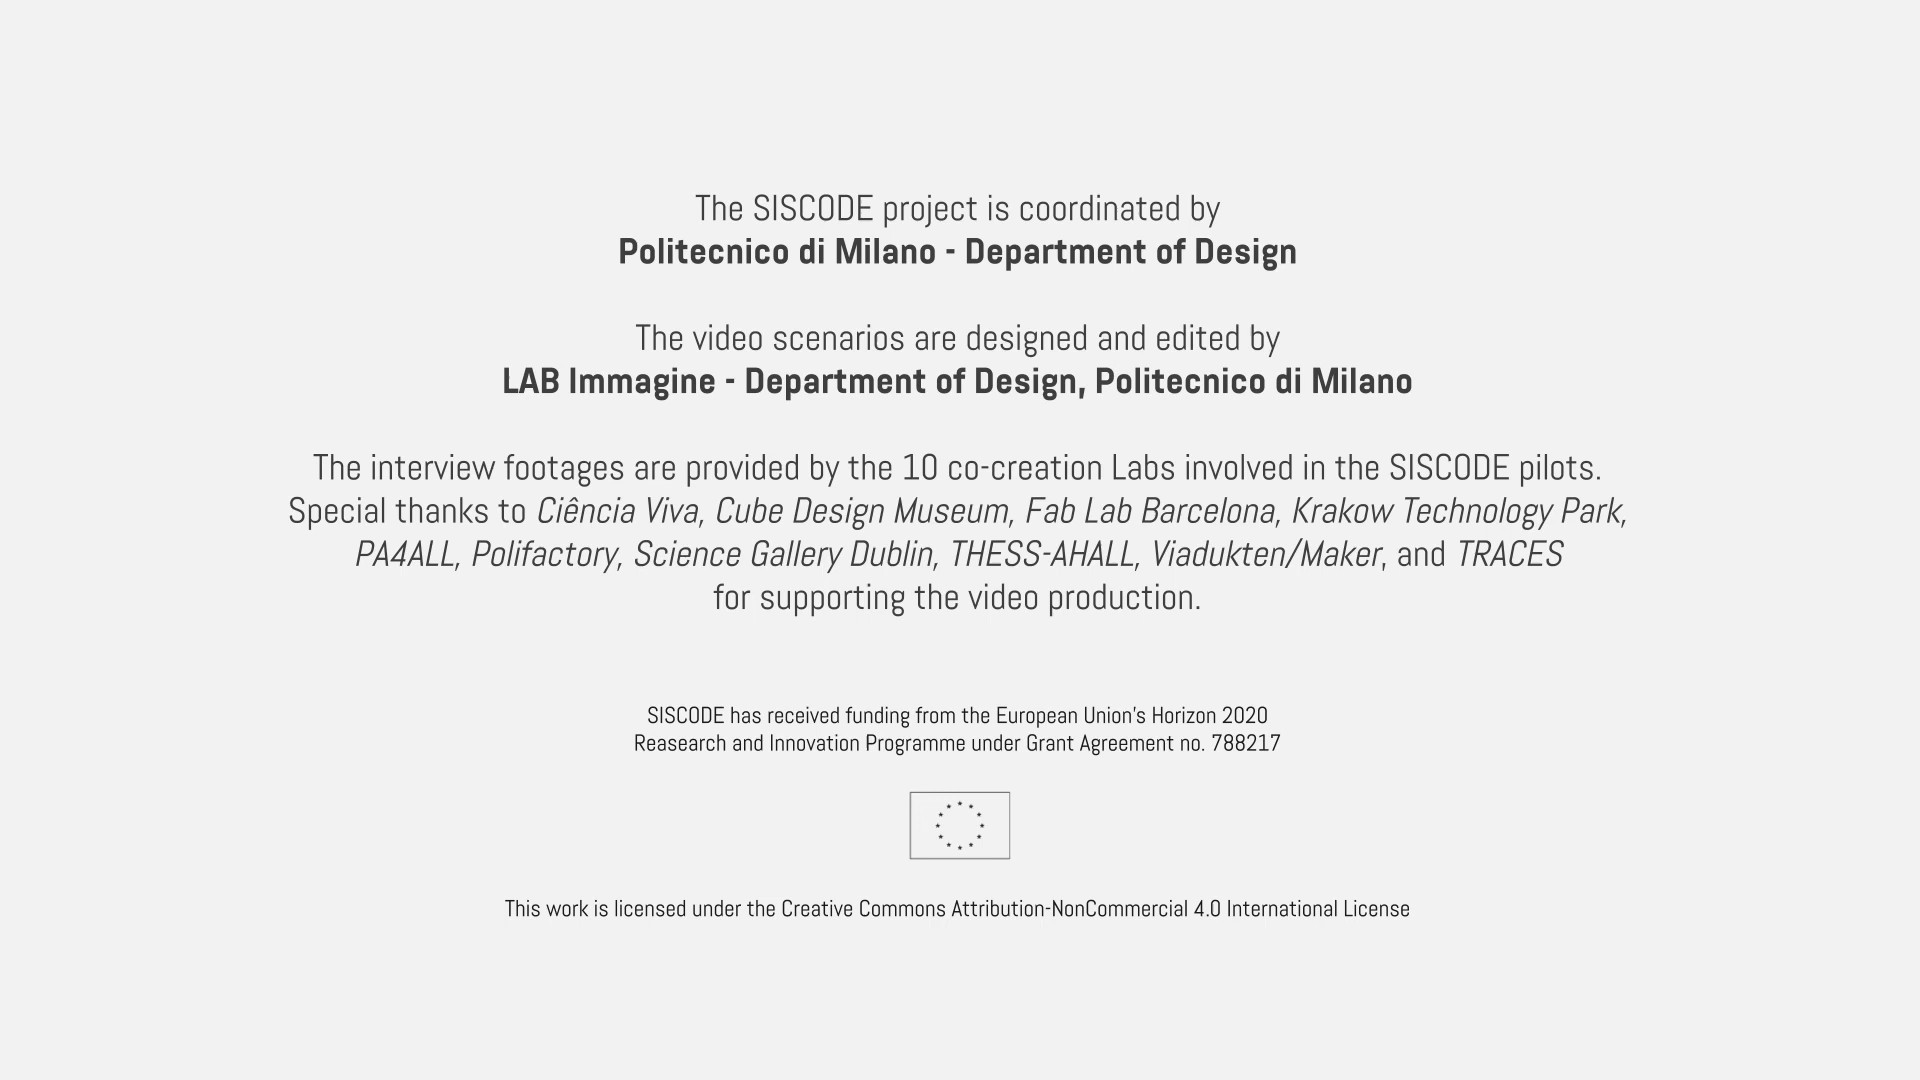 The SISCODE project is coordinated by
Politecnico di Milano - Department of Design
The video scenarios are designed and edited by
LAB Immagine - Department of Design, Politecnico di Milano
The interview footages are provided by the 10 co-creation Labs involved in the SISCODE pilots.
Special thanks to Ciência Viva, Cube Design Museum, Fab Lab Barcelona, Krakow Technology Park,
PA4ALL, Polifactory, Science Gallery Dublin, THESS-AHALL, Viadukten/Maker, and TRACES
for supporting the video production.
SISCODE has received funding from the European Union's Horizon 2020
Reasearch and Innovation Programme under Grant Agreement no. 788217
This work is licensed under the Creative Commons Attribution-NonCommercial 4.0 International License